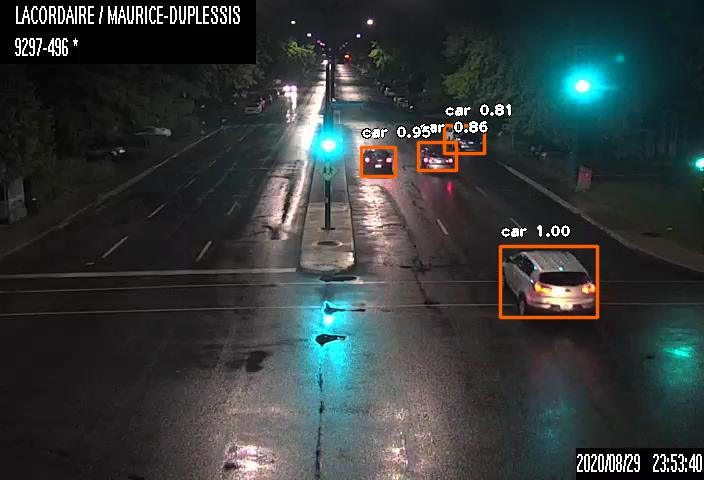 LACORDAIRE / MAURICE-DUPLESSIS
9297-496 *
car 0.81
car 0.95
car 0.86
car 1.00
2020/08/29 23:53:40